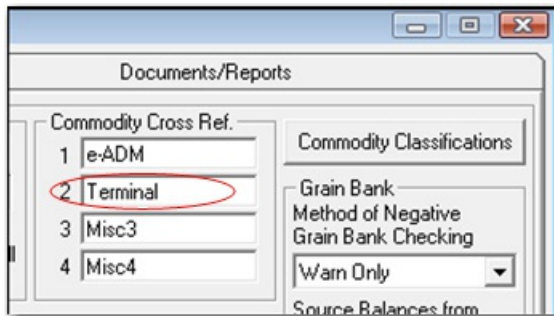 Documents/Reports
Commodity Cross Ref.
1 e-ADM
2 Terminal
3 Misc3
4 Misc4
Commodity Classifications
Grain Bank
Method of Negative
Grain Bank Checking
Warn Only
Source Balances from